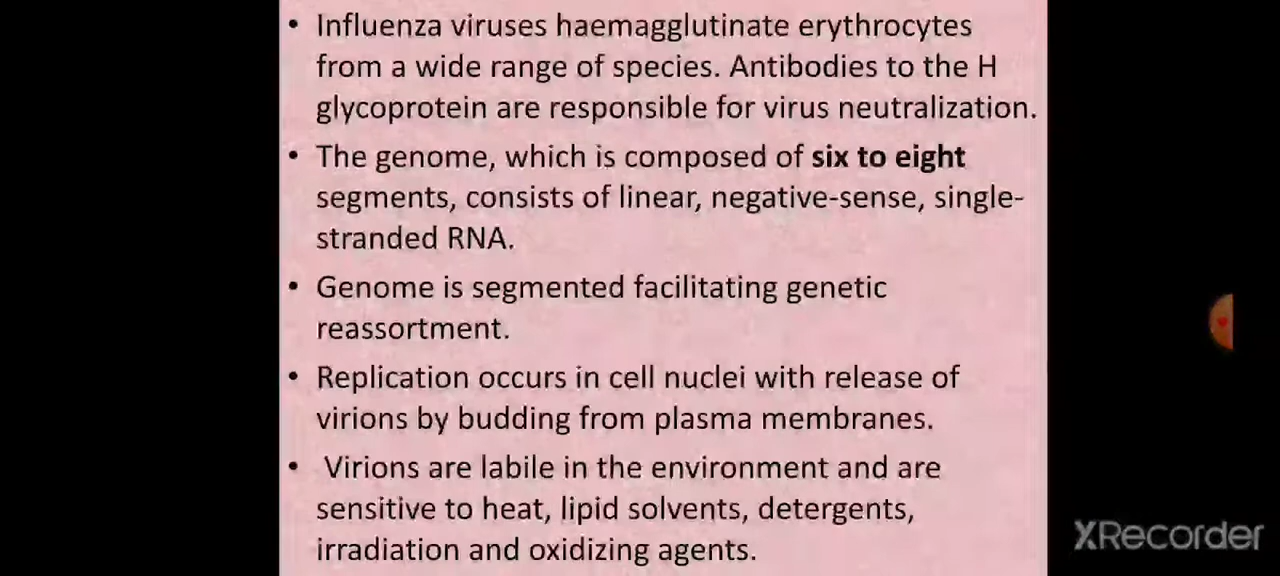 • Influenza viruses haemagglutinate erythrocytes
from a wide range of species. Antibodies to the H
glycoprotein are responsible for virus neutralization.
• The genome, which is composed of six to eight
segments, consists of linear, negative-sense, single-
stranded RNA.
• Genome is segmented facilitating genetic
reassortment.
• Replication occurs in cell nuclei with release of
virions by budding from plasma membranes.
• Virions are labile in the environment and are
sensitive to heat, lipid solvents, detergents,
irradiation and oxidizing agents.
XRecorder